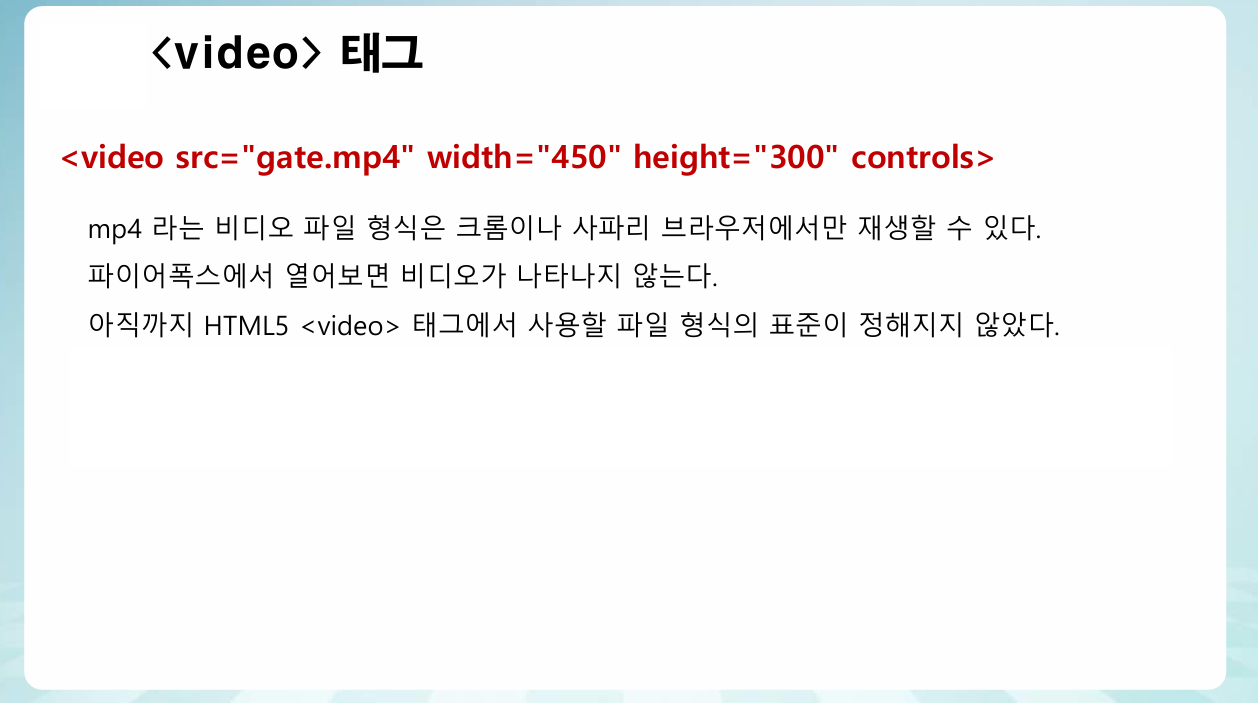 <video> 태그
<video src="gate.mp4" width="450" height="300" controls>
mp4 라는 비디오 파일 형식은 크롬이나 사파리 브라우저에서만 재생할 수 있다.
파이어폭스에서 열어보면 비디오가 나타나지 않는다.
아직까지 HTML5 <video> 태그에서 사용할 파일 형식의 표준이 정해지지 않았다.